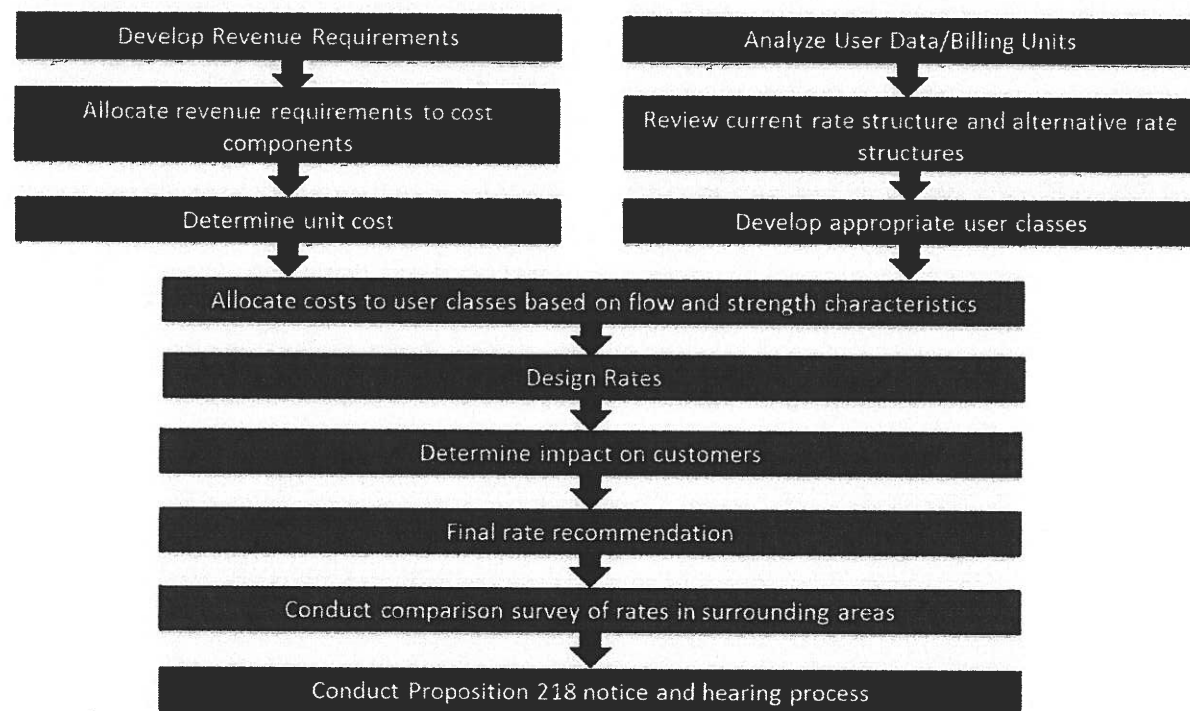 Develop Revenue Requirements
Allocate revenue requirements to cost
components
Determine unit cost
Analyze User Data/Billing Units
Review current rate structure and alternative rate
structures
Develop appropriate user classes
Allocate costs to user classes based on flow and strength characteristics
Design Rates
Determine impact on customers
Final rate recommendation
Conduct comparison survey of rates in surrounding areas
Conduct Proposition 218 notice and hearing process